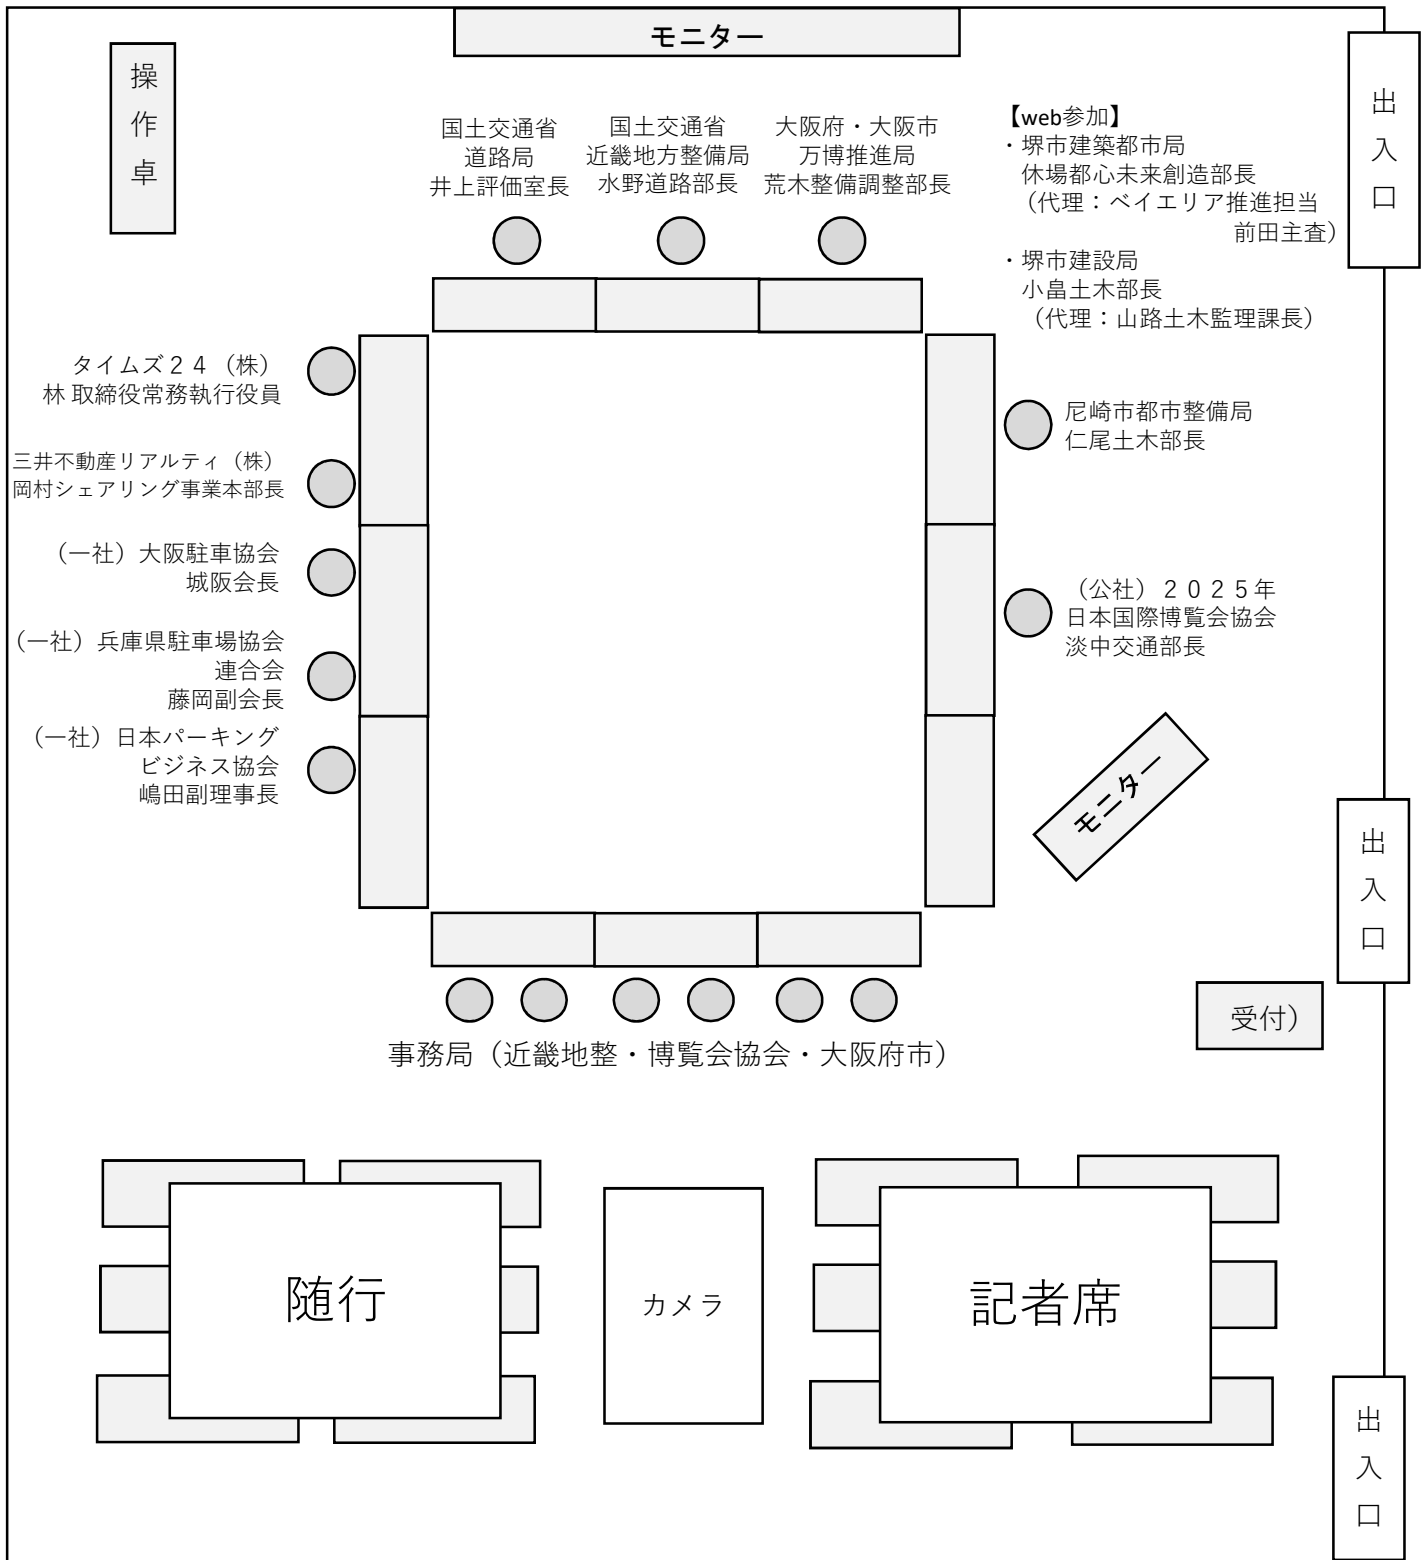 モニター
操
作
卓
出
入
口
国土交通省
道路局
井上評価室長
国土交通省
近畿地方整備局
水野道路部長
大阪府・大阪市
万博推進局
荒木整備調整部長
【web参加】
・堺市建築都市局
休場都心未来創造部長
（代理：ベイエリア推進担当
前田主査）
・堺市建設局
小畠土木部長
（代理：山路土木監理課長）
タイムズ２４（株）
林 取締役常務執行役員
三井不動産リアルティ（株）
岡村シェアリング事業本部長
（一社）大阪駐車協会
城阪会長
（一社）兵庫県駐車場協会
連合会
藤岡副会長
（一社）日本パーキング
ビジネス協会
嶋田副理事長
尼崎市都市整備局
仁尾土木部長
（公社）２０２５年
日本国際博覧会協会
淡中交通部長
モニター
出
入
口
受付）
事務局（近畿地整・博覧会協会・大阪府市）
随行
カメラ
記者席
出
入
口